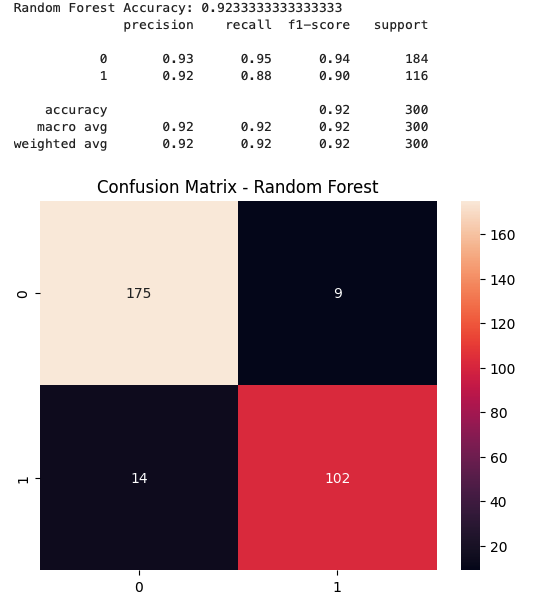 Random Forest Accuracy: 0.9233333333333333
precision recall f1-score support
0 0.93 0.95 0.94 184
1 0.92 0.88 0.90 116
accuracy 0.92 300
macro avg 0.92 0.92 0.92 300
weighted avg 0.92 0.92 0.92 300
Confusion Matrix - Random Forest
160
140
120
100
80
60
40
20
0 175 9
1 14 102
0 1